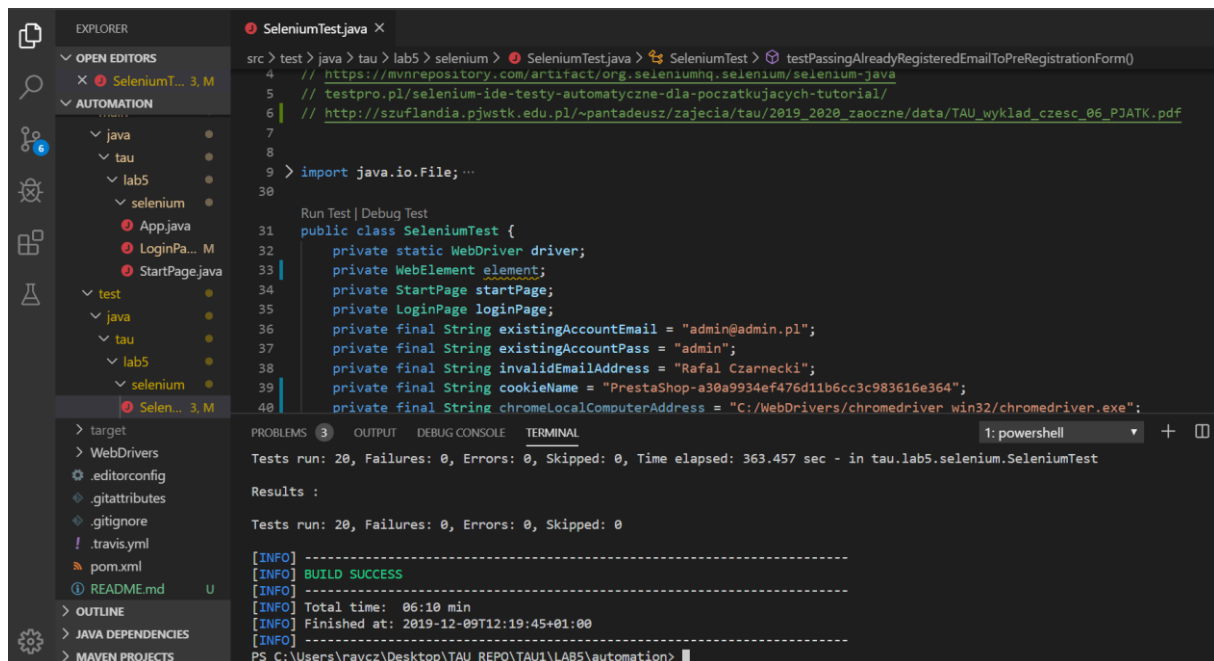 EXPLORER
OPEN EDITORS
SeleniumT... 3, M
AUTOMATION
java
tau
lab5
selenium
App.java
LoginPa... M
StartPage.java
test
java
tau
lab5
selenium
Selen... 3, M
target
WebDrivers
.editorconfig
.gitattributes
.gitignore
.travis.yml
pom.xml
README.md U
OUTLINE
JAVA DEPENDENCIES
MAVEN PROJECTS
6
SeleniumTest.java
src > test > java > tau > lab5 > selenium > SeleniumTest.java > SeleniumTest > testPassingAlreadyRegisteredEmailToPreRegistrationForm()
4 // https://mvnrepository.com/artifact/org.seleniumhq.selenium/selenium-java
5 // testpro.pl/selenium-ide-testy-automatyczne-dla-poczatkujacych-tutorial/
6 // http://szuflandia.pjwstk.edu.pl/~pantadeusz/zajecia/tau/2019_2020_zaoczne/data/TAU_wyklad_czesc_06_PJATK.pdf
7
8
9 > import java.io.File; ...
30
Run Test | Debug Test
31 public class SeleniumTest {
32 private static WebDriver driver;
33 private WebElement element;
34 private StartPage startPage;
35 private LoginPage loginPage;
36 private final String existingAccountEmail = "admin@admin.pl";
37 private final String existingAccountPass = "admin";
38 private final String invalidEmailAddress = "Rafal Czarnecki";
39 private final String cookieName = "PrestaShop-a30a9934ef476d11b6cc3c983616e364";
40 private final String chromeLocalComputerAddress = "C:/WebDrivers/chromedriver_win32/chromedriver.exe";
PROBLEMS 3 OUTPUT DEBUG CONSOLE TERMINAL 1: powershell
Tests run: 20, Failures: 0, Errors: 0, Skipped: 0, Time elapsed: 363.457 sec - in tau.lab5.selenium.SeleniumTest
Results :
Tests run: 20, Failures: 0, Errors: 0, Skipped: 0
[INFO] ------------------------------------------------------------------------
[INFO] BUILD SUCCESS
[INFO] ------------------------------------------------------------------------
[INFO] Total time: 06:10 min
[INFO] Finished at: 2019-12-09T12:19:45+01:00
[INFO] ------------------------------------------------------------------------
PS C:\Users\raycz\Desktop\TAU REPO\TAU1\LAB5\automation>